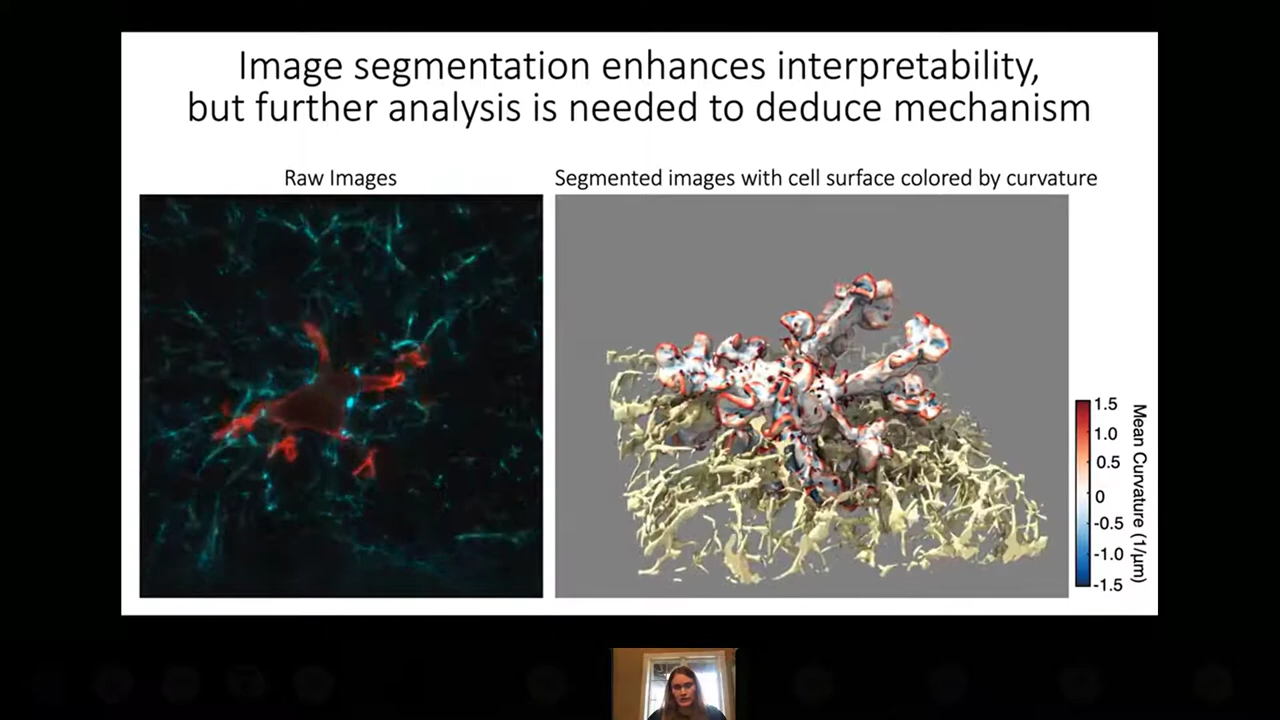 Image segmentation enhances interpretability,
but further analysis is needed to deduce mechanism
Raw Images
Segmented images with cell surface colored by curvature
1.5
1.0
0.5
0
-0.5
-1.0
-1.5
Mean Curvature (1/µm)